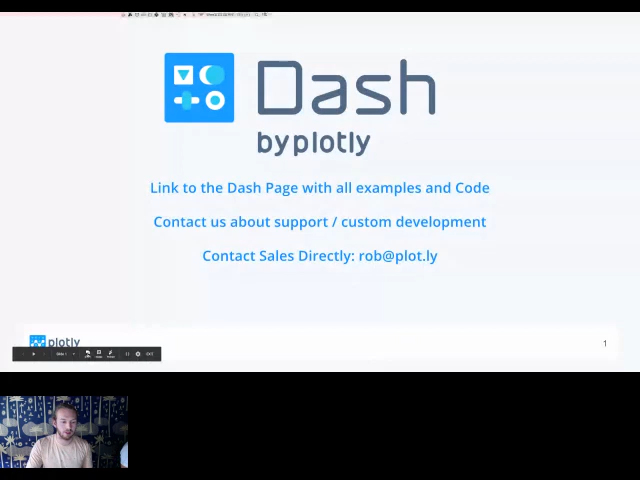 Dash
by plotly
Link to the Dash Page with all examples and Code
Contact us about support / custom development
Contact Sales Directly: rob@plot.ly
plotly
1